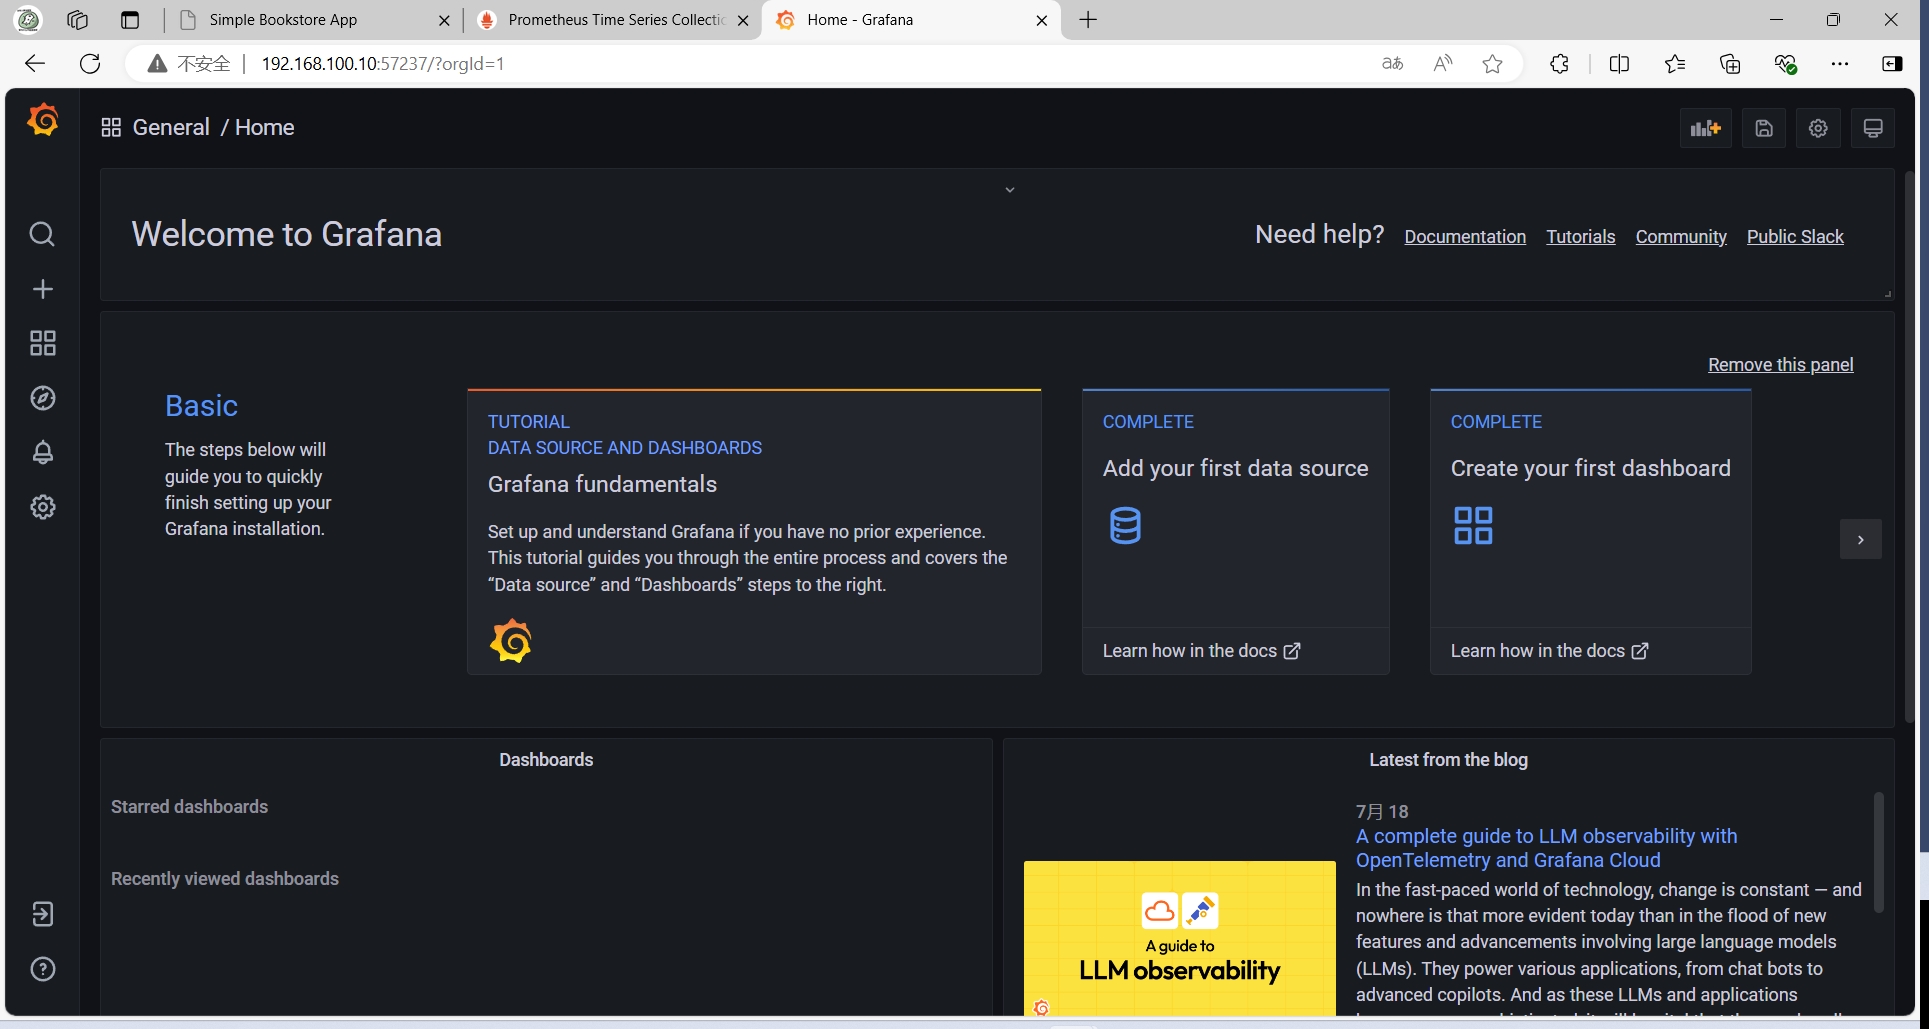 Simple Bookstore App
Prometheus Time Series Collectic
Home - Grafana
不安全
192.168.100.10:57237/?orgId=1
General / Home
Welcome to Grafana
Need help? Documentation Tutorials Community Public Slack
Remove this panel
Basic
The steps below will
guide you to quickly
finish setting up your
Grafana installation.
TUTORIAL
DATA SOURCE AND DASHBOARDS
Grafana fundamentals
Set up and understand Grafana if you have no prior experience.
This tutorial guides you through the entire process and covers the
“Data source” and “Dashboards” steps to the right.
COMPLETE
Add your first data source
Learn how in the docs
COMPLETE
Create your first dashboard
Learn how in the docs
Dashboards
Starred dashboards
Recently viewed dashboards
Latest from the blog
A guide to
LLM observability
7月 18
A complete guide to LLM observability with
OpenTelemetry and Grafana Cloud
In the fast-paced world of technology, change is constant — and
nowhere is that more evident today than in the flood of new
features and advancements involving large language models
(LLMs). They power various applications, from chat bots to
advanced copilots. And as these LLMs and applications